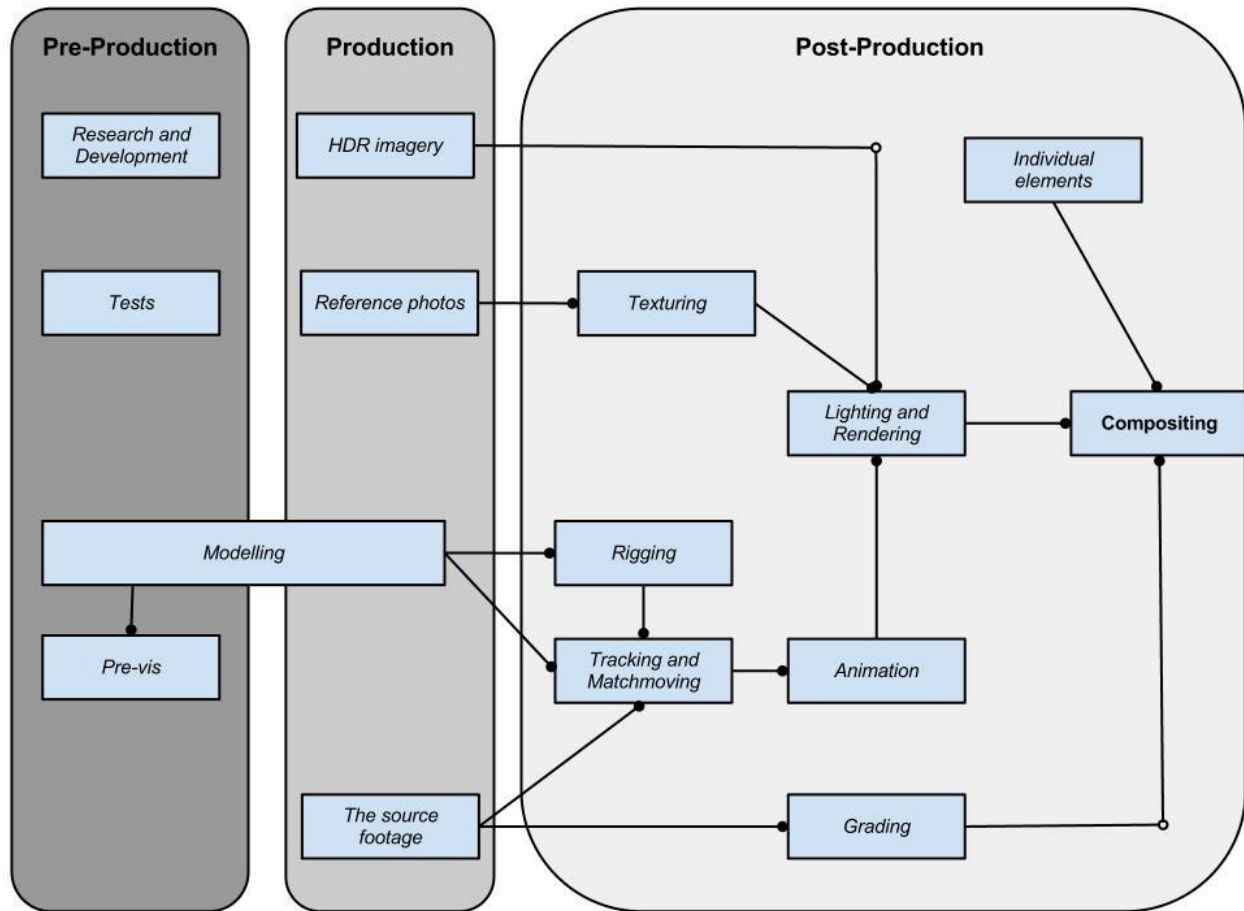 Pre-Production
Production
Post-Production
Research and
Development
HDR imagery
Individual
elements
Tests
Reference photos
Texturing
Lighting and
Rendering
Compositing
Modelling
Rigging
Pre-vis
Tracking and
Matchmoving
Animation
The source
footage
Grading